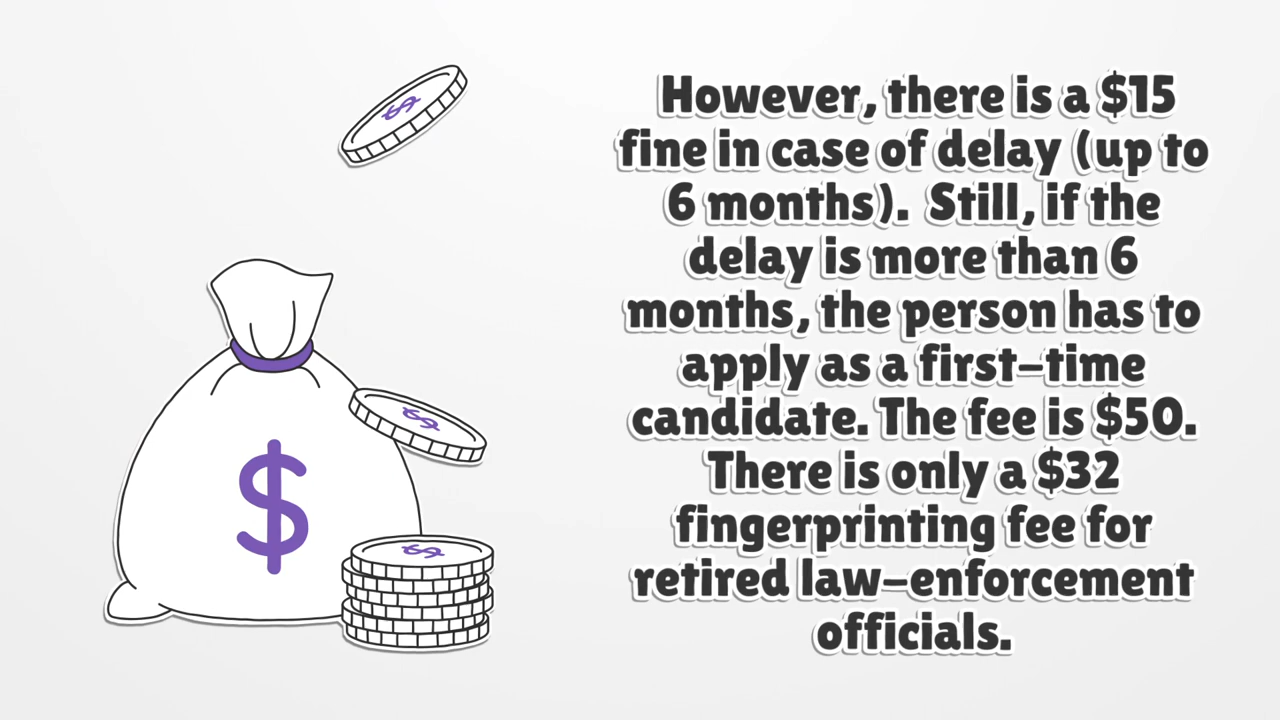 However, there is a $15
fine in case of delay (up to
6 months).  Still, if the
delay is more than 6
months, the person has to
apply as a first-time
candidate. The fee is $50.
There is only a $32
fingerprinting fee for
retired law-enforcement
officials.
$
$
$
$